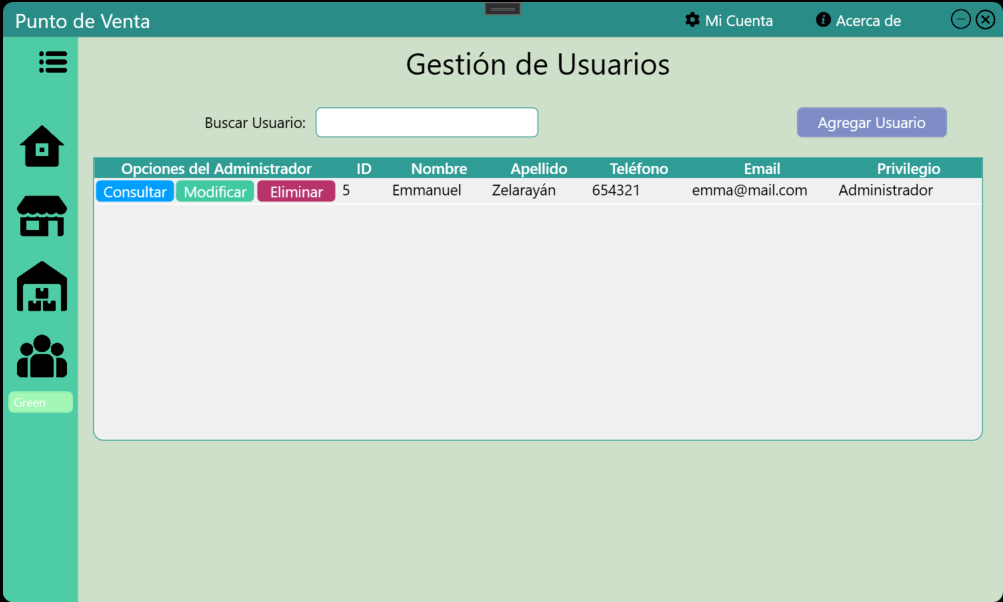 Punto de Venta Mi Cuenta Acerca de
Gestión de Usuarios
Buscar Usuario: Agregar Usuario
Opciones del Administrador ID Nombre Apellido Teléfono Email Privilegio
Consultar Modificar Eliminar 5 Emmanuel Zelarayán 654321 emma@mail.com Administrador
Green